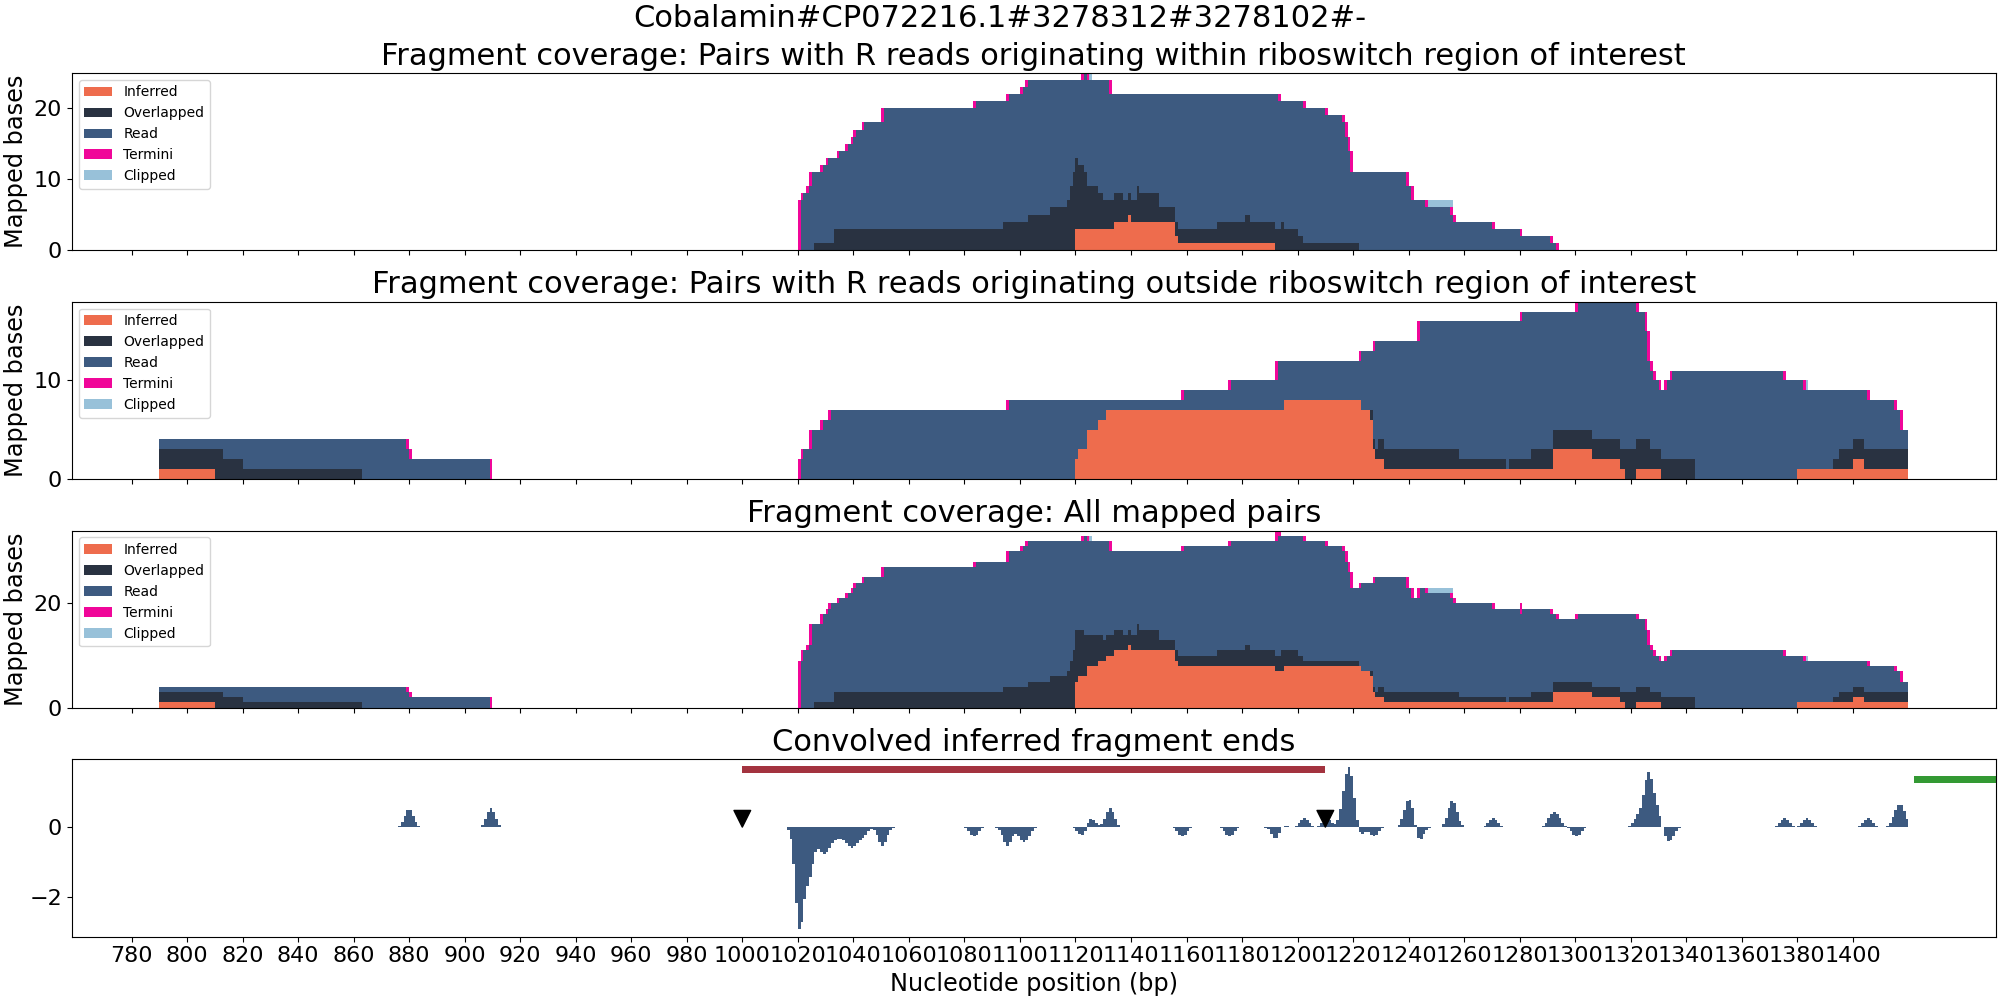 Cobalamin#CP072216.1#3278312#3278102#-
Fragment coverage: Pairs with R reads originating within riboswitch region of interest
Mapped bases
20
10
0
Inferred
Overlapped
Read
Termini
Clipped
Fragment coverage: Pairs with R reads originating outside riboswitch region of interest
Mapped bases
10
0
Inferred
Overlapped
Read
Termini
Clipped
Fragment coverage: All mapped pairs
Mapped bases
20
0
Inferred
Overlapped
Read
Termini
Clipped
Convolved inferred fragment ends
0
−2
780 800 820 840 860 880 900 920 940 960 980 1000 1020 1040 1060 1080 1100 1120 1140 1160 1180 1200 1220 1240 1260 1280 1300 1320 1340 1360 1380 1400
Nucleotide position (bp)